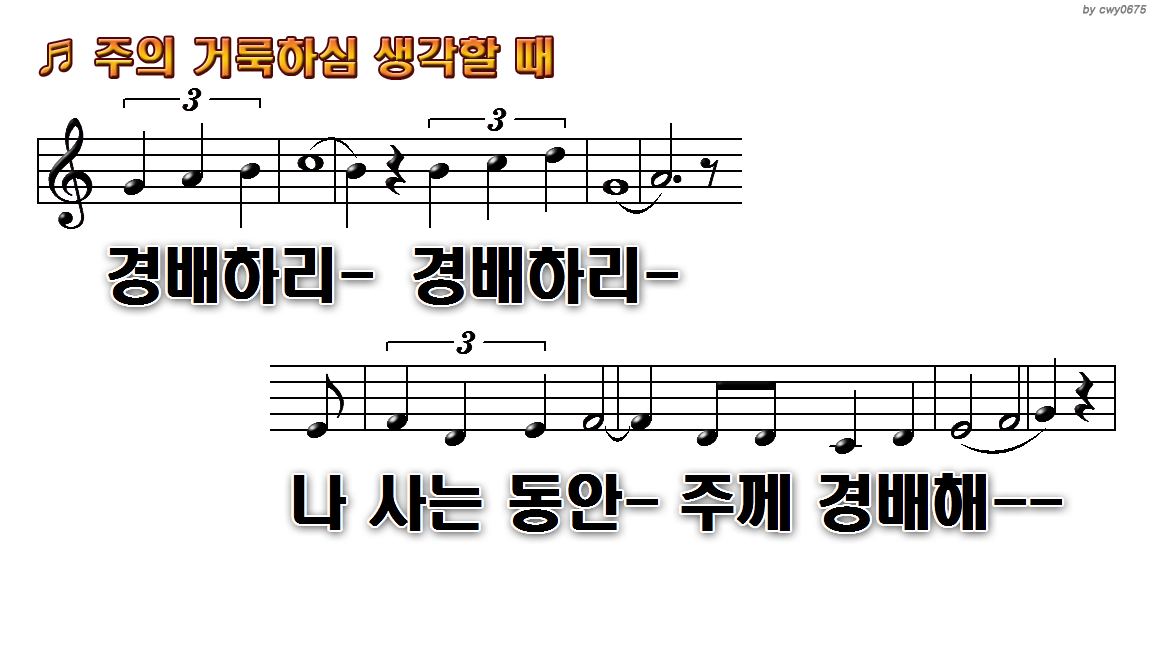 by cwy0675
♬ 주의 거룩하심 생각할 때
3 3
경배하리- 경배하리-
3
나 사는 동안- 주께 경배해--